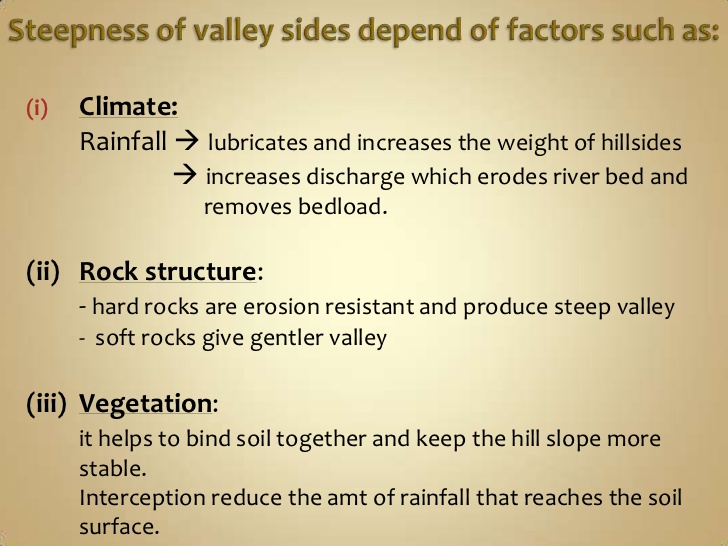 Steepness of valley sides depend of factors such as:
(i) Climate:
Rainfall → lubricates and increases the weight of hillsides
→ increases discharge which erodes river bed and
removes bedload.
(ii) Rock structure:
- hard rocks are erosion resistant and produce steep valley
- soft rocks give gentler valley
(iii) Vegetation:
it helps to bind soil together and keep the hill slope more
stable.
Interception reduce the amt of rainfall that reaches the soil
surface.